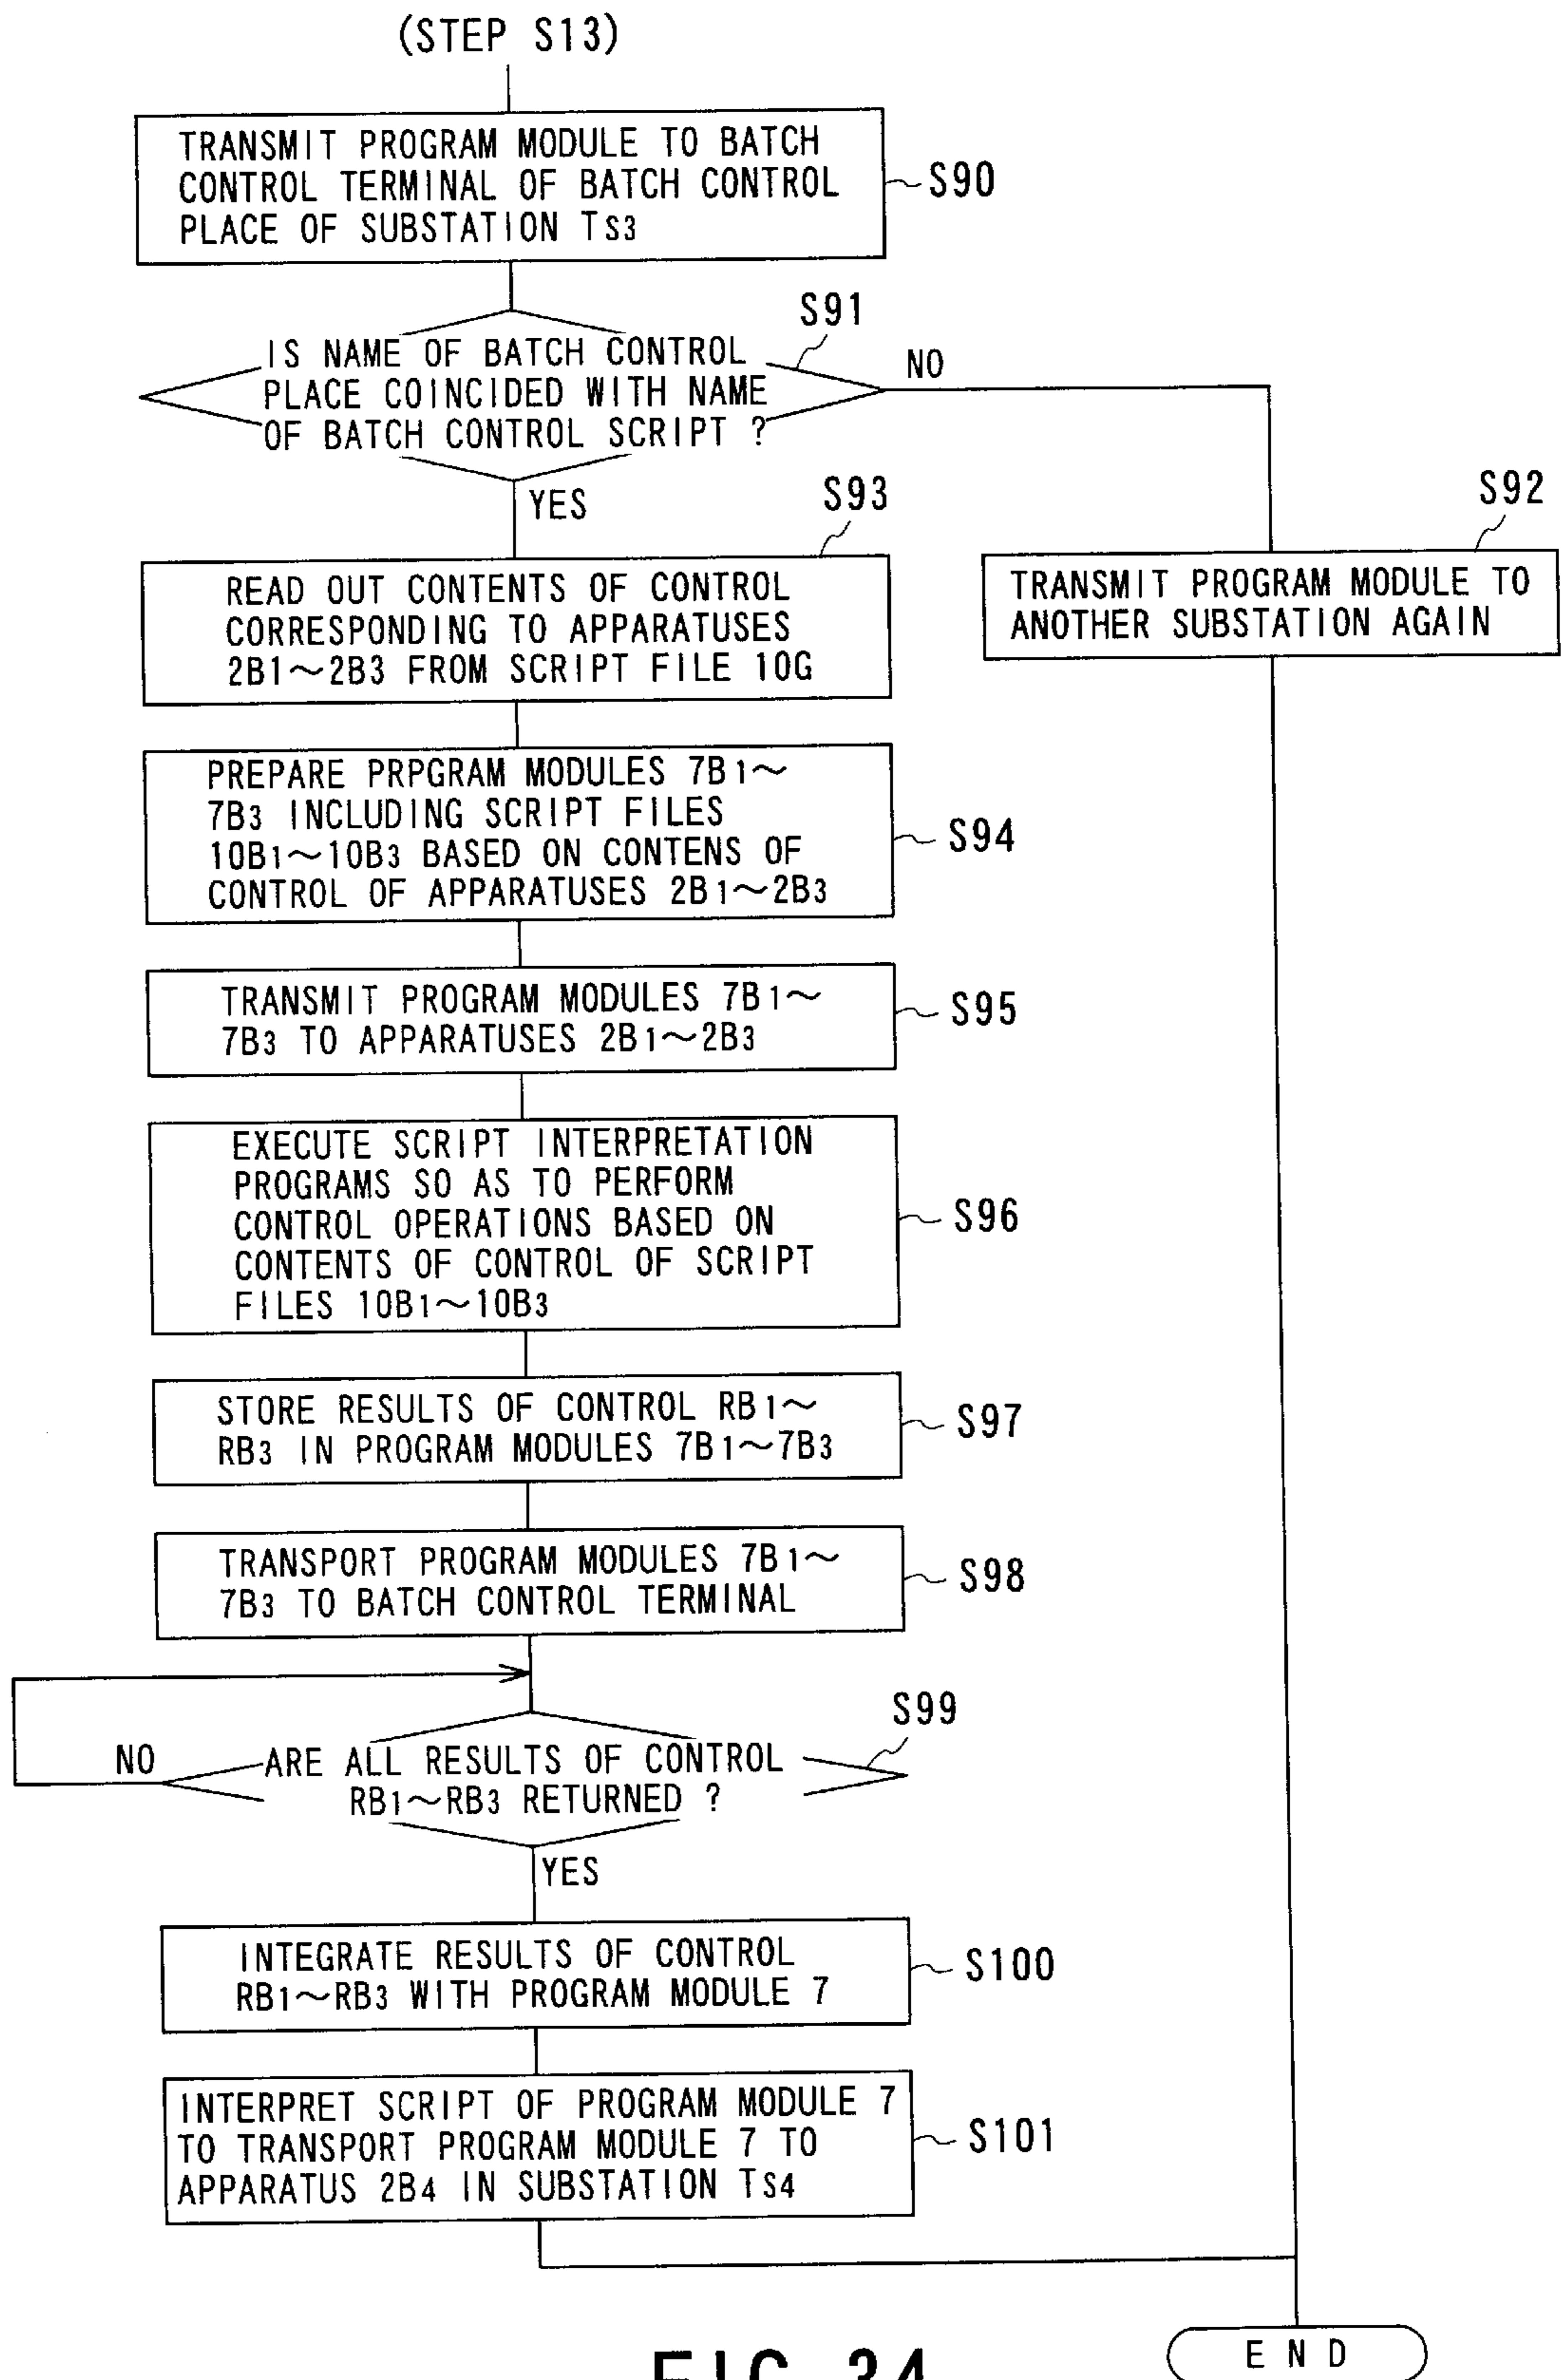 (STEP S13)
TRANSMIT PROGRAM MODULE TO BATCH
CONTROL TERMINAL OF BATCH CONTROL
PLACE OF SUBSTATION TS3
S90
S91
IS NAME OF BATCH CONTROL
PLACE COINCIDED WITH NAME
OF BATCH CONTROL SCRIPT ?
NO
YES
S92
TRANSMIT PROGRAM MODULE TO
ANOTHER SUBSTATION AGAIN
S93
READ OUT CONTENTS OF CONTROL
CORRESPONDING TO APPARATUSES
2B1~2B3 FROM SCRIPT FILE 10G
PREPARE PRPGRAM MODULES 7B1~
7B3 INCLUDING SCRIPT FILES
10B1~10B3 BASED ON CONTENS OF
CONTROL OF APPARATUSES 2B1~2B3
S94
TRANSMIT PROGRAM MODULES 7B1~
7B3 TO APPARATUSES 2B1~2B3
S95
EXECUTE SCRIPT INTERPRETATION
PROGRAMS SO AS TO PERFORM
CONTROL OPERATIONS BASED ON
CONTENTS OF CONTROL OF SCRIPT
FILES 10B1~10B3
S96
STORE RESULTS OF CONTROL RB1~
RB3 IN PROGRAM MODULES 7B1~7B3
S97
TRANSPORT PROGRAM MODULES 7B1~
7B3 TO BATCH CONTROL TERMINAL
S98
S99
NO
ARE ALL RESULTS OF CONTROL
RB1~RB3 RETURNED ?
YES
INTEGRATE RESULTS OF CONTROL
RB1~RB3 WITH PROGRAM MODULE 7
S100
INTERPRET SCRIPT OF PROGRAM MODULE 7
TO TRANSPORT PROGRAM MODULE 7 TO
APPARATUS 2B4 IN SUBSTATION TS4
S101
END
FIG. 34